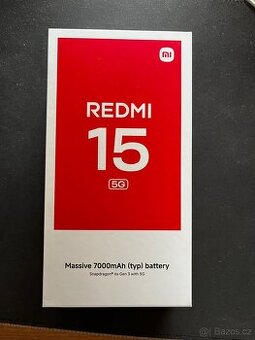 mi
REDMI
15
5G
Massive 7000mAh (typ) battery
Snapdragon® 6s Gen 3 with 5G
Bazos.cz